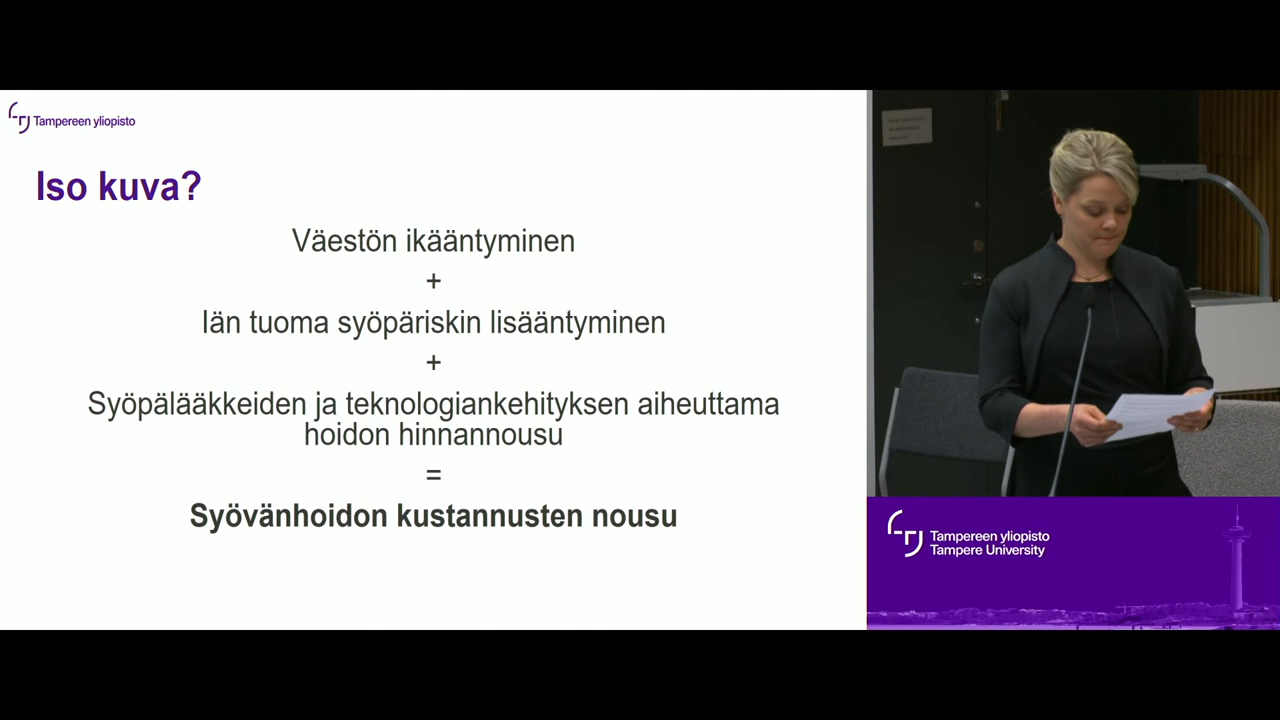 Tampereen yliopisto
Iso kuva?
Väestön ikääntyminen
+
Iän tuoma syöpäriskin lisääntyminen
+
Syöpälääkkeiden ja teknologiankehityksen aiheuttama
hoidon hinnannousu
=
Syövänhoidon kustannusten nousu
Tampereen yliopisto
Tampere University